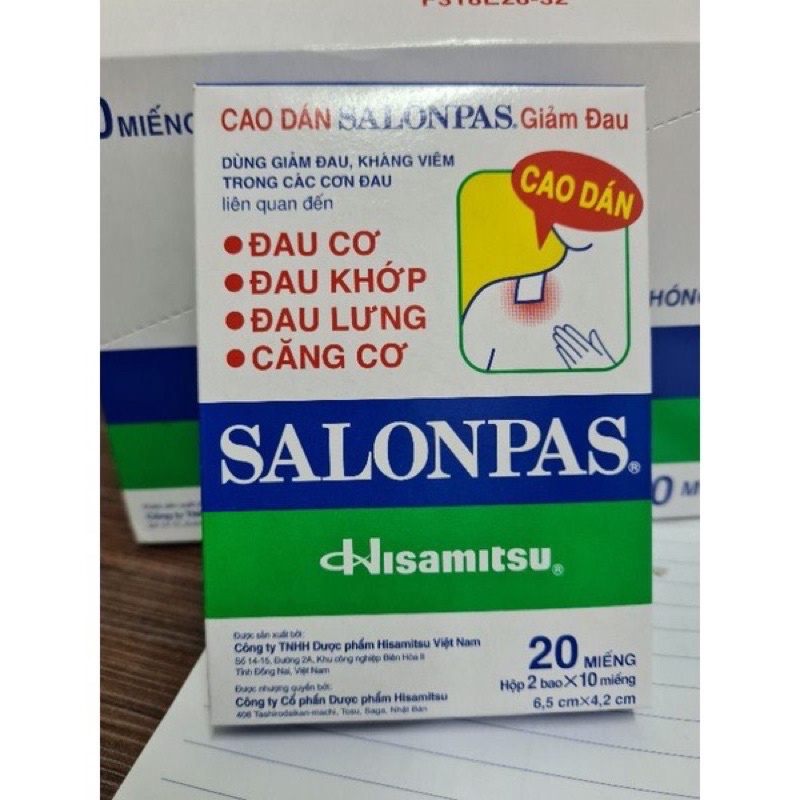 CAO DÁN SALONPAS® Giảm Đau
DÙNG GIẢM ĐAU, KHÁNG VIÊM
TRONG CÁC CƠN ĐAU
liên quan đến
CAO DÁN
● ĐAU CƠ
● ĐAU KHỚP
● ĐAU LƯNG
● CĂNG CƠ
SALONPAS®
Hisamitsu®
Được sản xuất bởi:
Công ty TNHH Dược phẩm Hisamitsu Việt Nam
Số 14-15, Đường 2A, Khu công nghiệp Biên Hòa II
Tỉnh Đồng Nai, Việt Nam
Được nhượng quyền bởi:
Công ty Cổ phần Dược phẩm Hisamitsu
408 Tashirodaikan-machi, Tosu, Saga, Nhật Bản
20 MIẾNG
Hộp 2 bao×10 miếng
6,5 cm×4,2 cm
MIẾNG